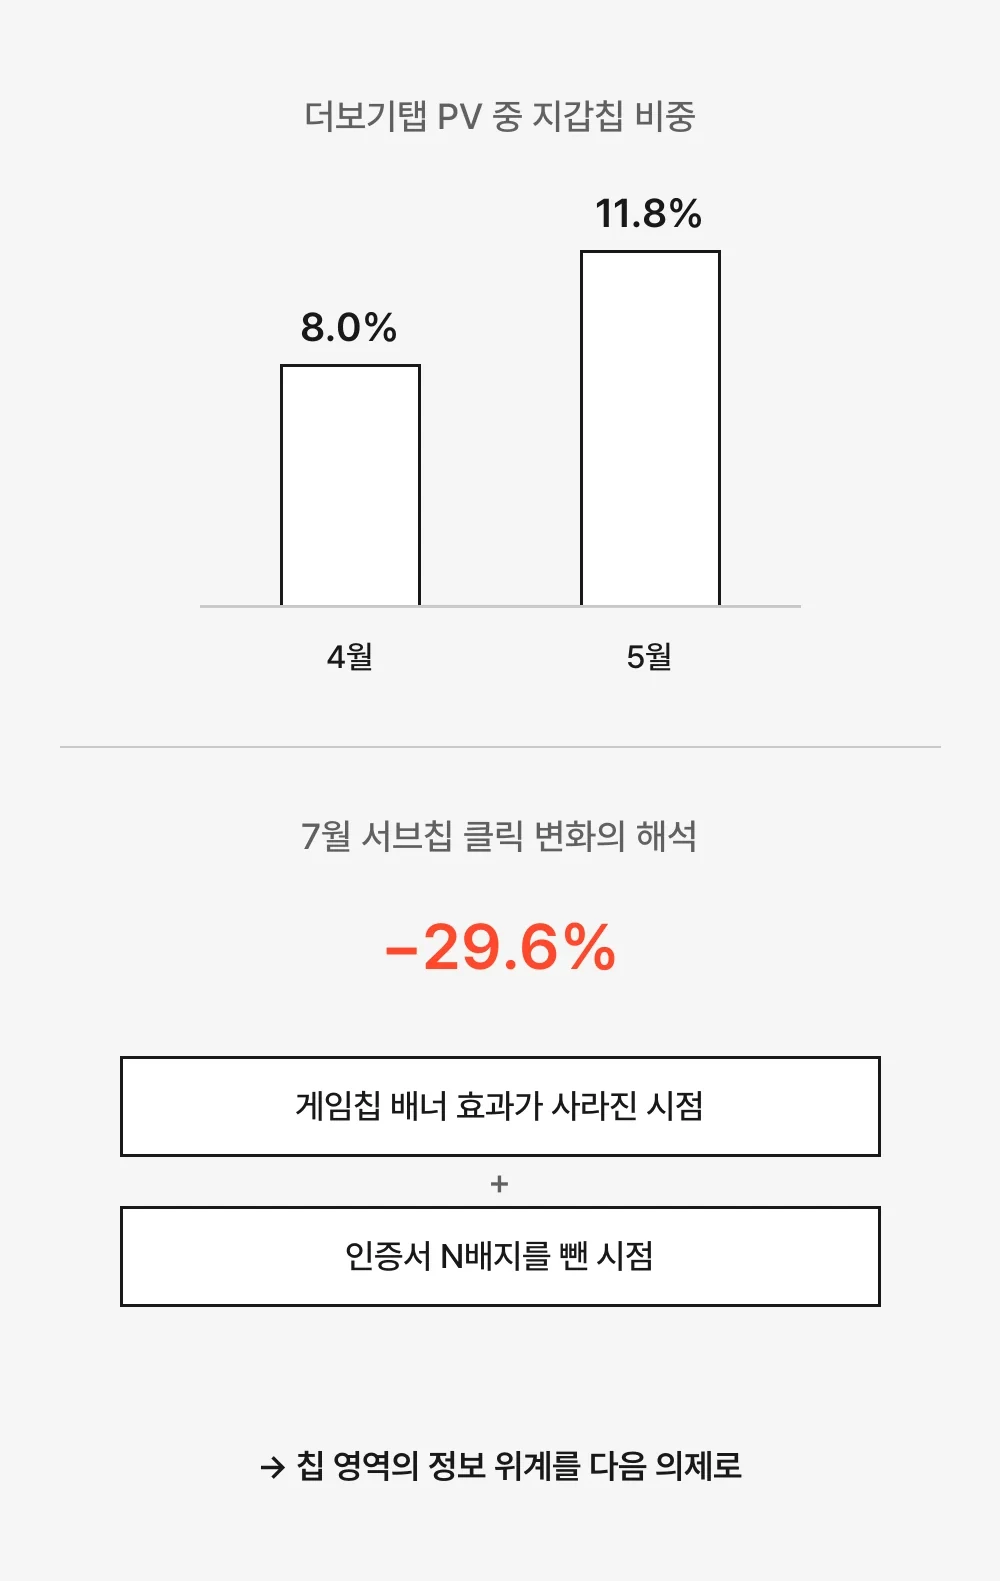 더보기탭 PV 중 지갑칩 비중
11.8%
8.0%
4월
5월
7월 서브칩 클릭 변화의 해석
–29.6%
게임칩 배너 효과가 사라진 시점
+
인증서 N배지를 뺀 시점
→ 칩 영역의 정보 위계를 다음 의제로